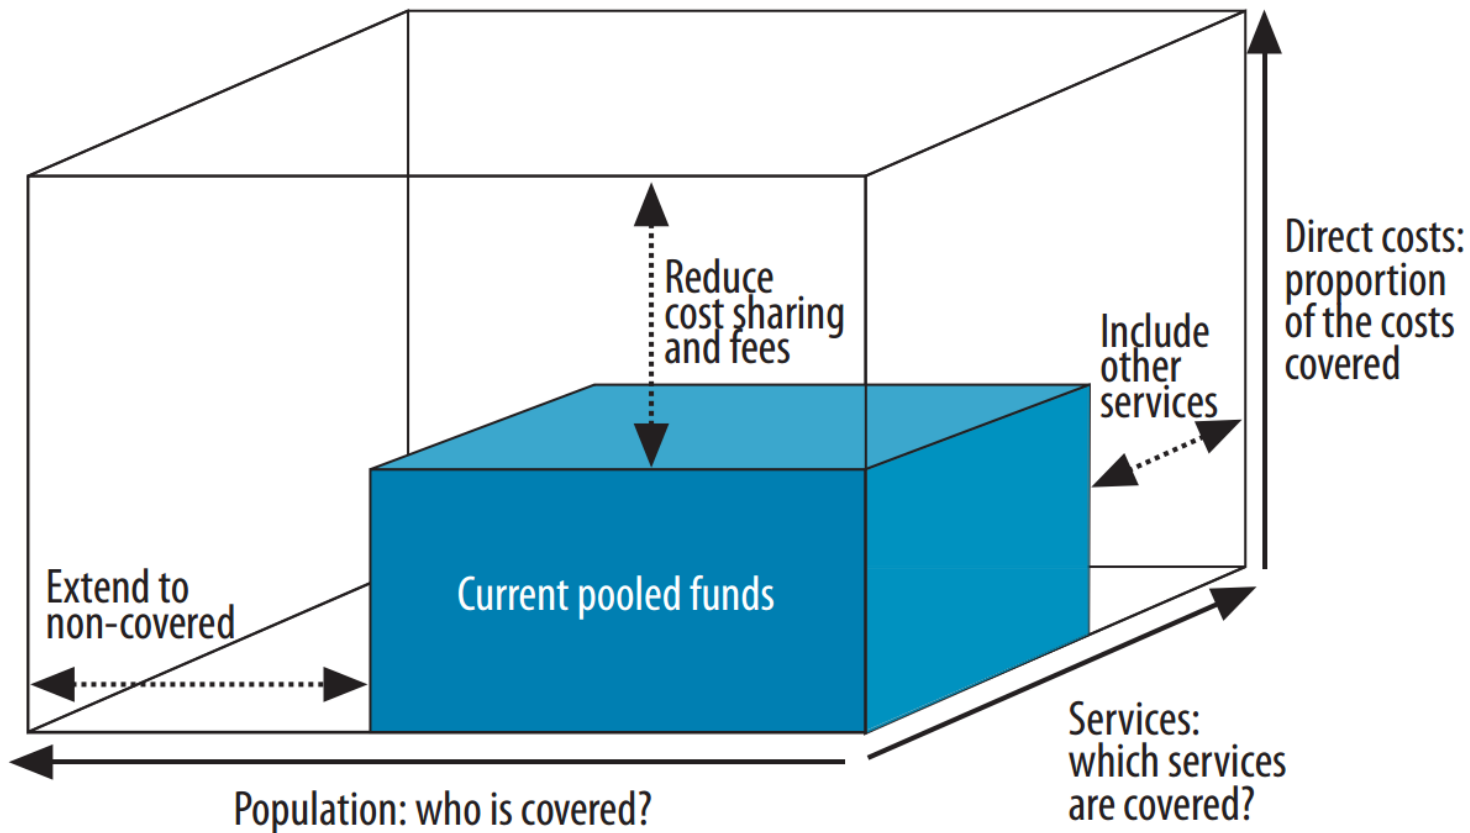 Direct costs:
proportion
of the costs
covered
Reduce
cost sharing
and fees
Include
other
services
Extend to
non-covered
Current pooled funds
Services:
which services
are covered?
Population: who is covered?